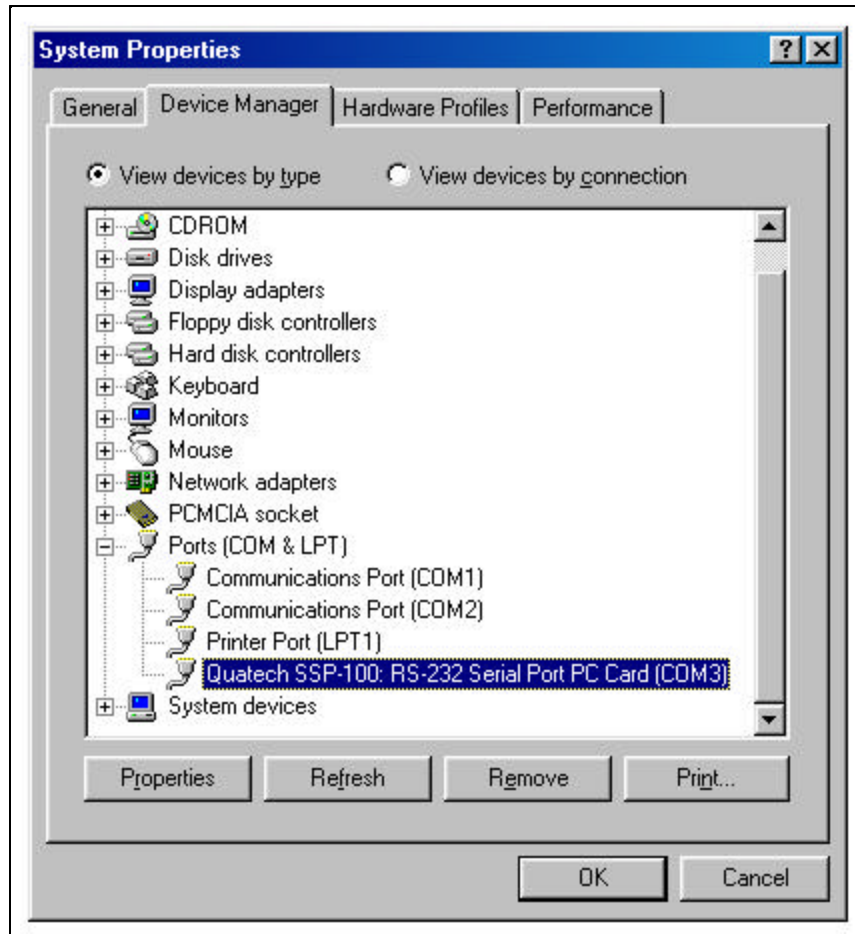 System Properties
General Device Manager Hardware Profiles Performance
View devices by type View devices by connection
CDROM
Disk drives
Display adapters
Floppy disk controllers
Hard disk controllers
Keyboard
Monitors
Mouse
Network adapters
PCMCIA socket
Ports (COM & LPT)
Communications Port (COM1)
Communications Port (COM2)
Printer Port (LPT1)
Quatech SSP-100: RS-232 Serial Port PC Card (COM3)
System devices
Properties Refresh Remove Print...
OK Cancel